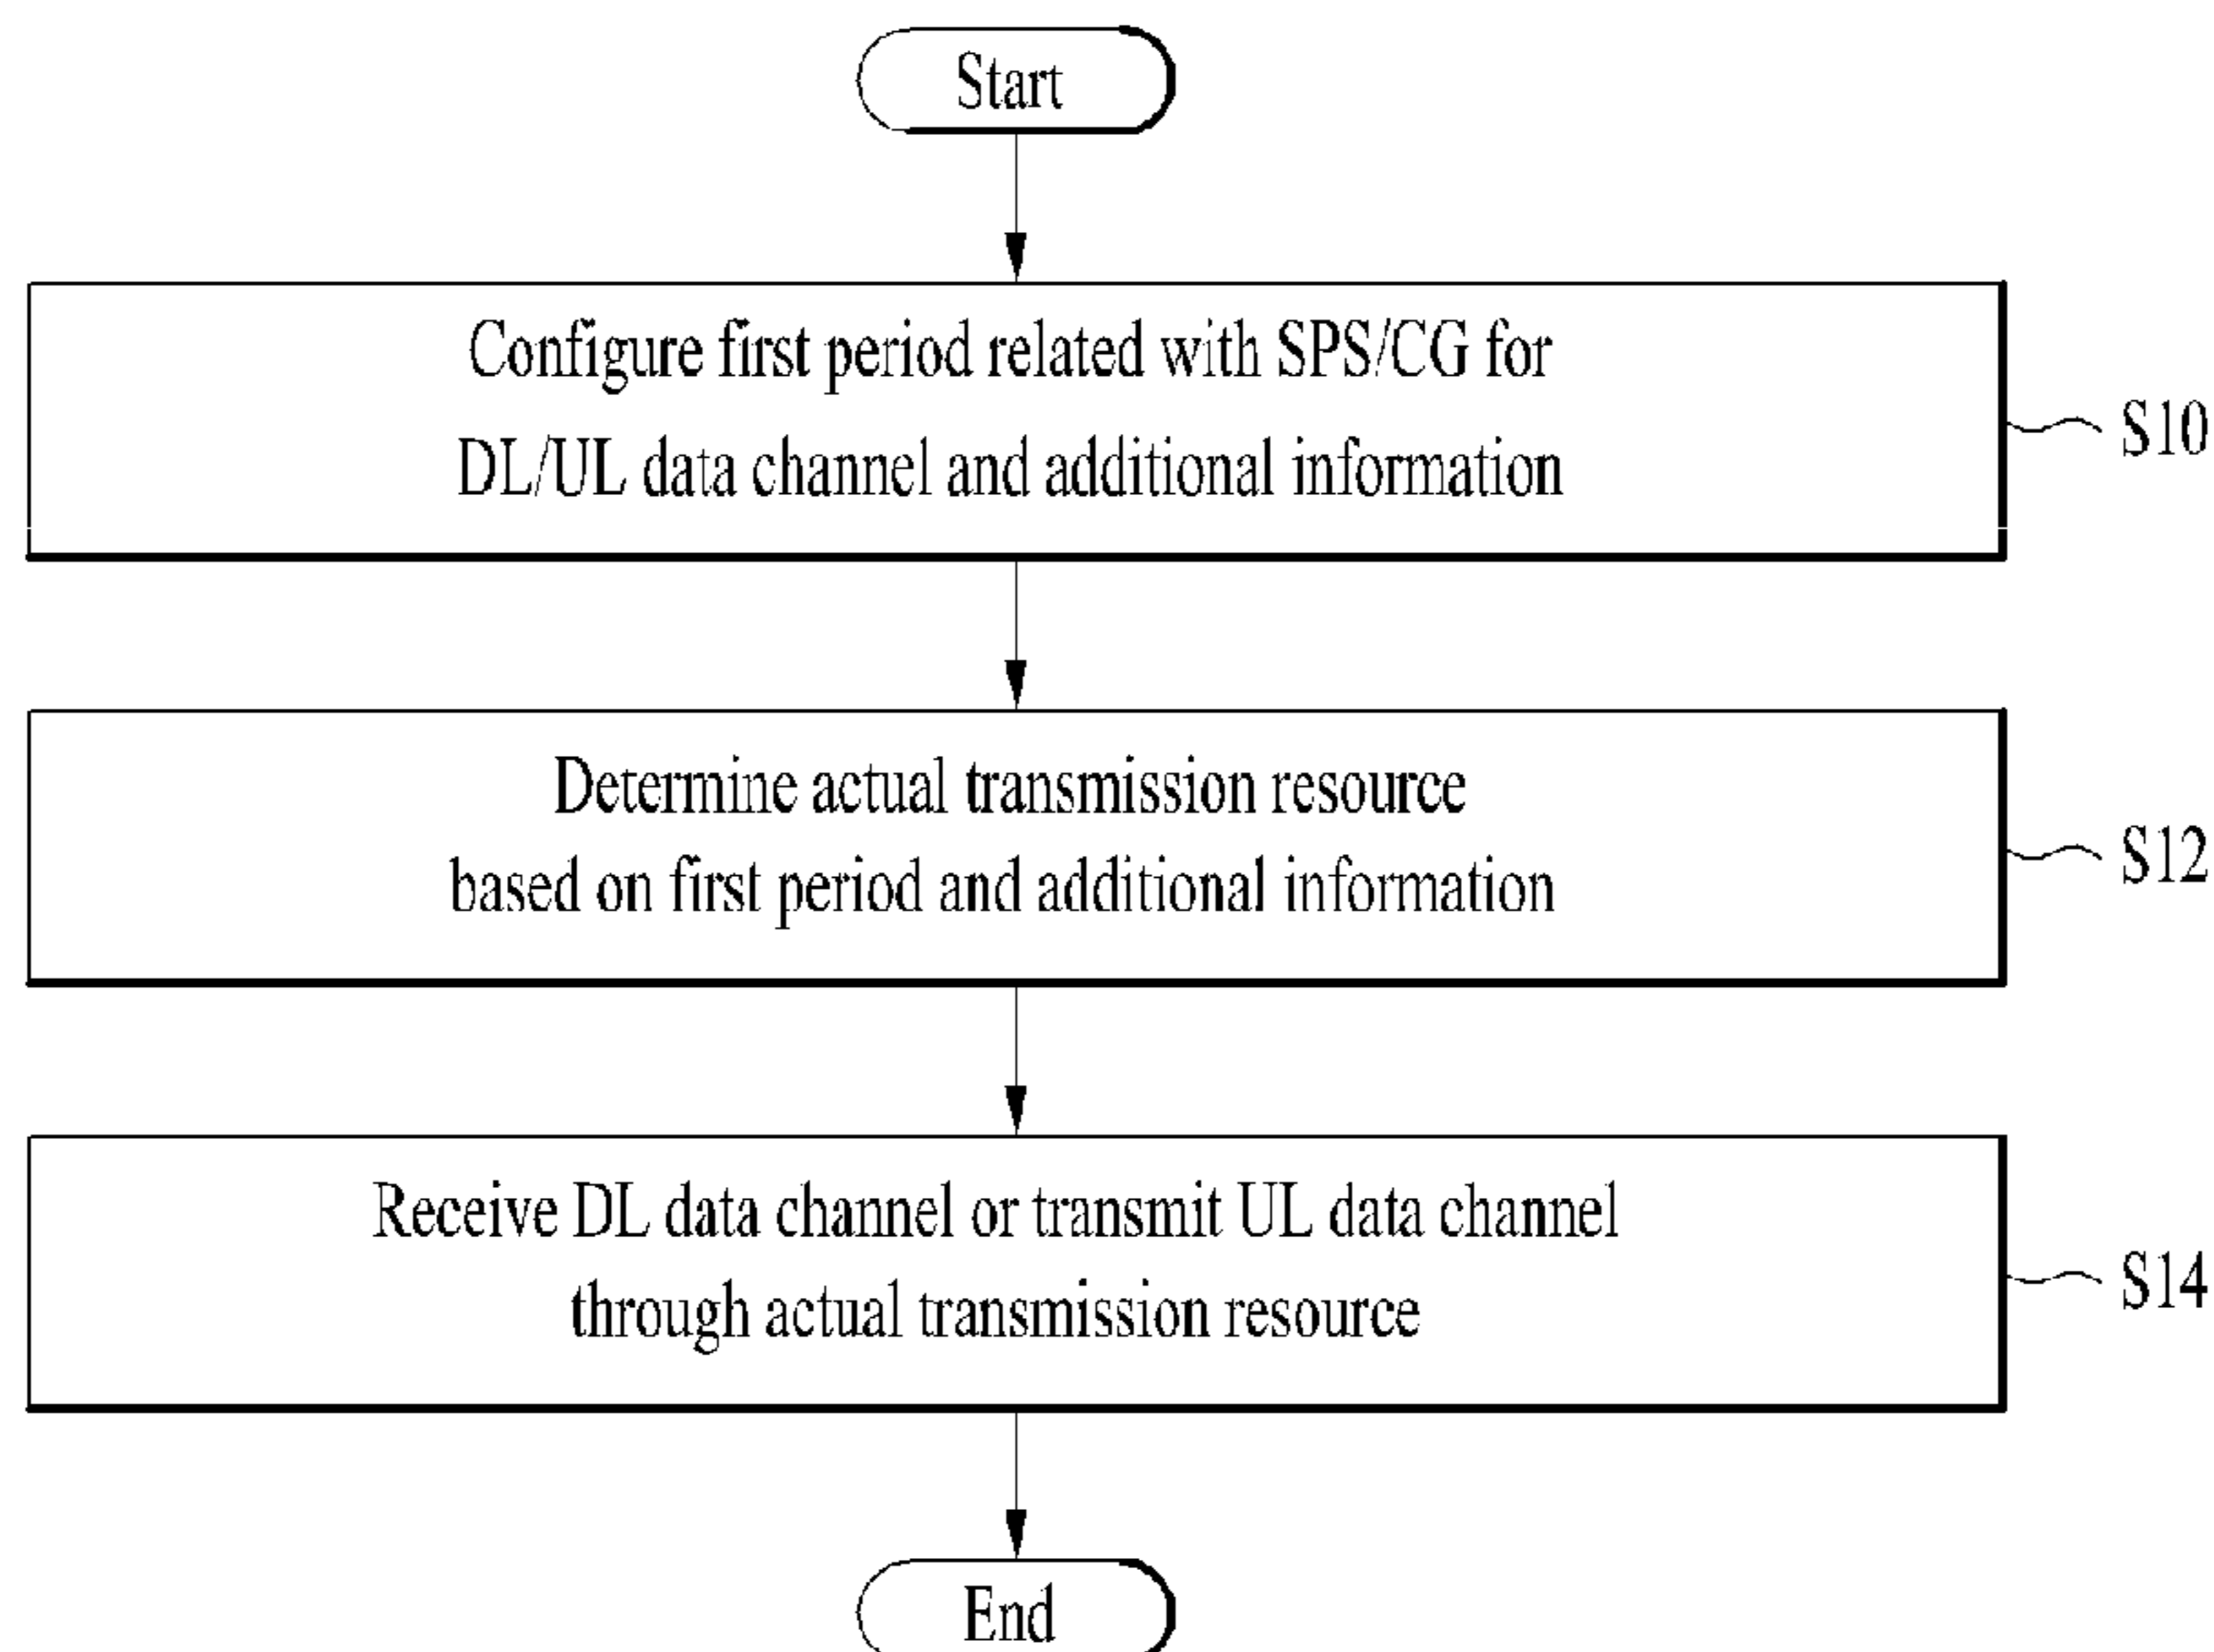 Start
Configure first period related with SPS/CG for
DL/UL data channel and additional information
S10
Determine actual transmission resource
based on first period and additional information
S12
Receive DL data channel or transmit UL data channel
through actual transmission resource
S14
End